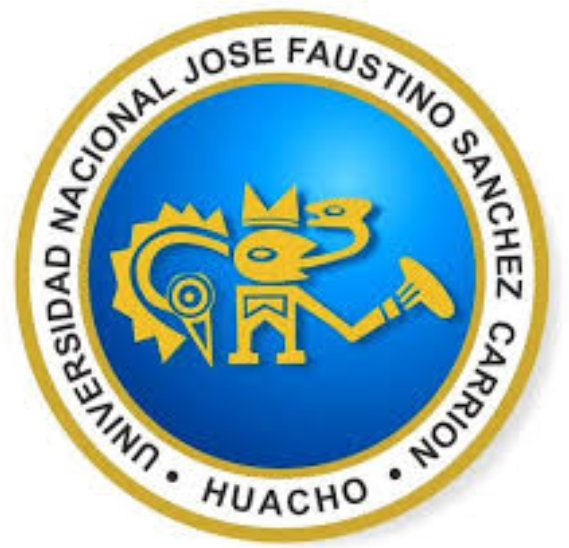 UNIVERSIDAD NACIONAL JOSE FAUSTINO SANCHEZ CARRION
• HUACHO •